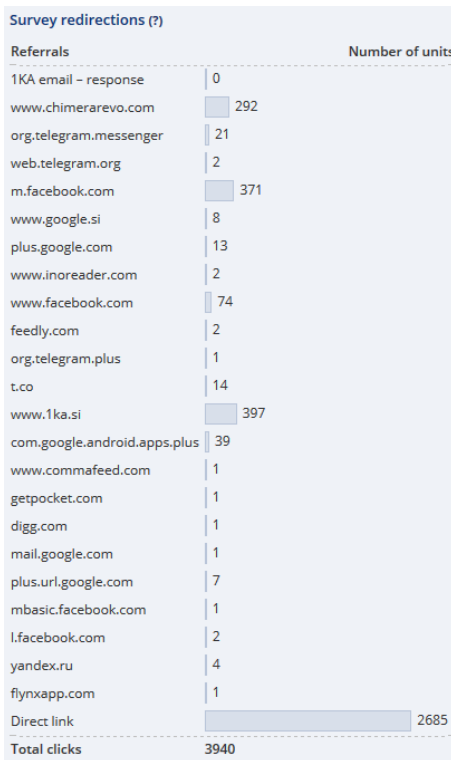 Survey redirections (?)
Referrals Number of units
1KA email – response 0
www.chimerarevo.com 292
org.telegram.messenger 21
web.telegram.org 2
m.facebook.com 371
www.google.si 8
plus.google.com 13
www.inoreader.com 2
www.facebook.com 74
feedly.com 2
org.telegram.plus 1
t.co 14
www.1ka.si 397
com.google.android.apps.plus 39
www.commafeed.com 1
getpocket.com 1
digg.com 1
mail.google.com 1
plus.url.google.com 7
mbasic.facebook.com 1
l.facebook.com 2
yandex.ru 4
flynxapp.com 1
Direct link 2685
Total clicks 3940